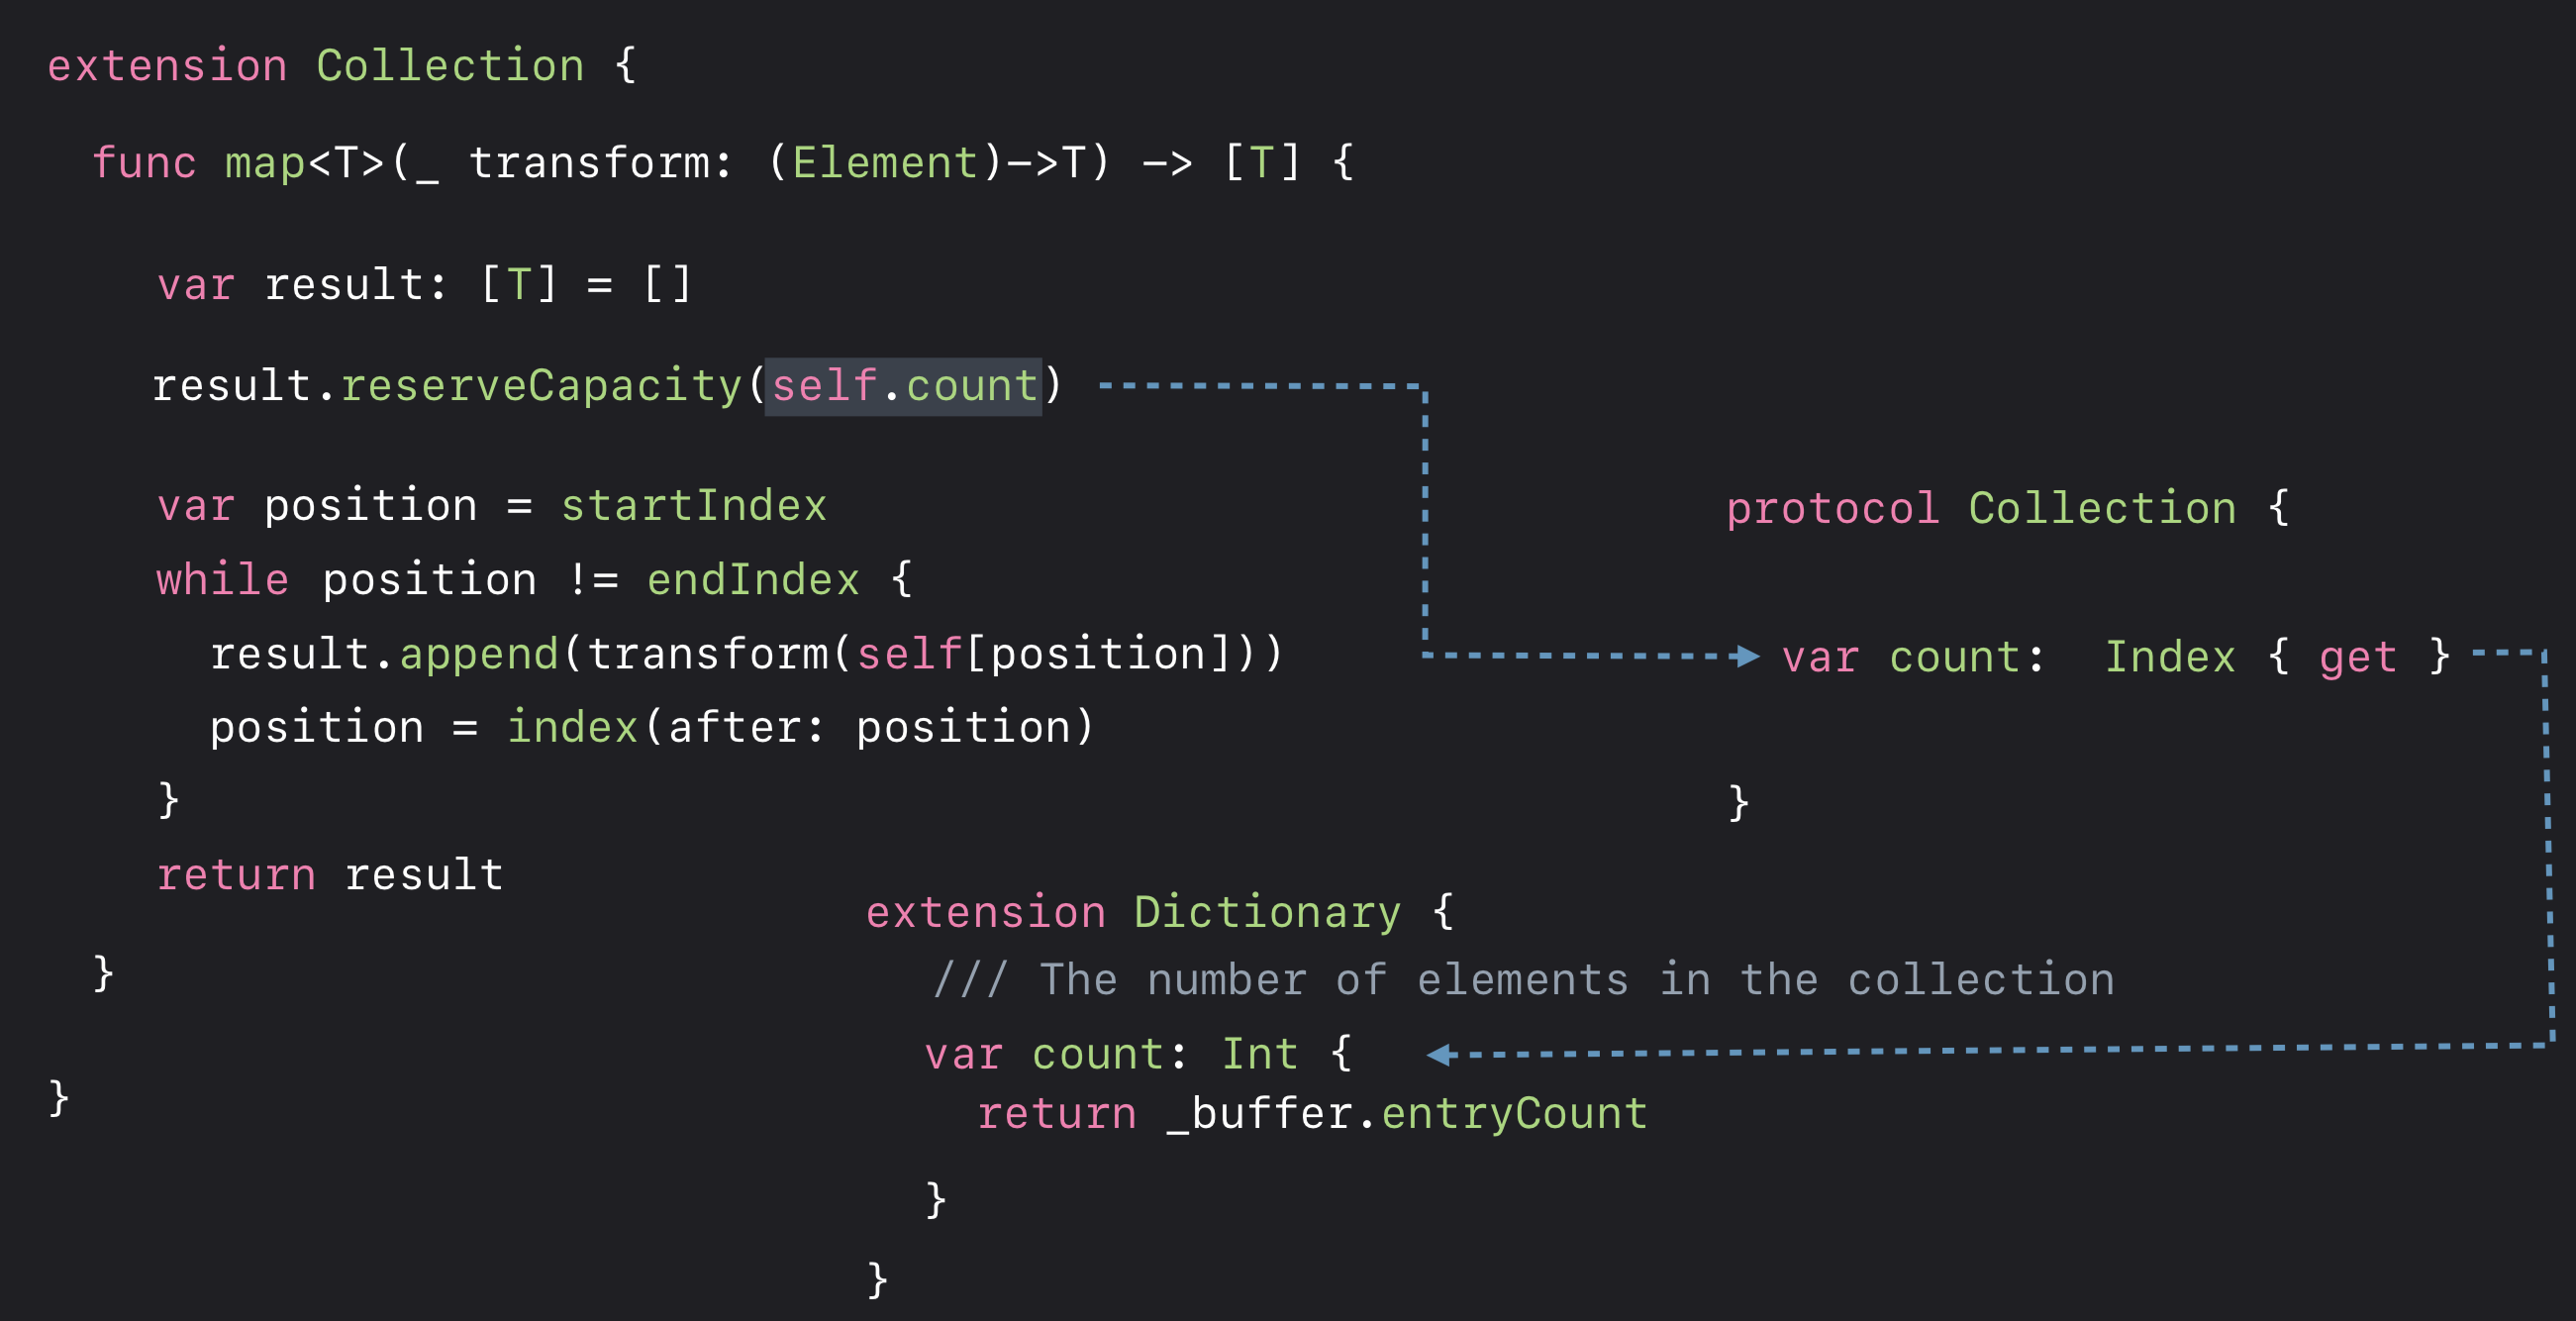 extension Collection {
func map<T>(_ transform: (Element)->T) -> [T] {
var result: [T] = []
result.reserveCapacity(self.count)
var position = startIndex
while position != endIndex {
result.append(transform(self[position]))
position = index(after: position)
}
return result
}
}
protocol Collection {
var count:  Index { get }
}
extension Dictionary {
/// The number of elements in the collection
var count: Int {
return _buffer.entryCount
}
}